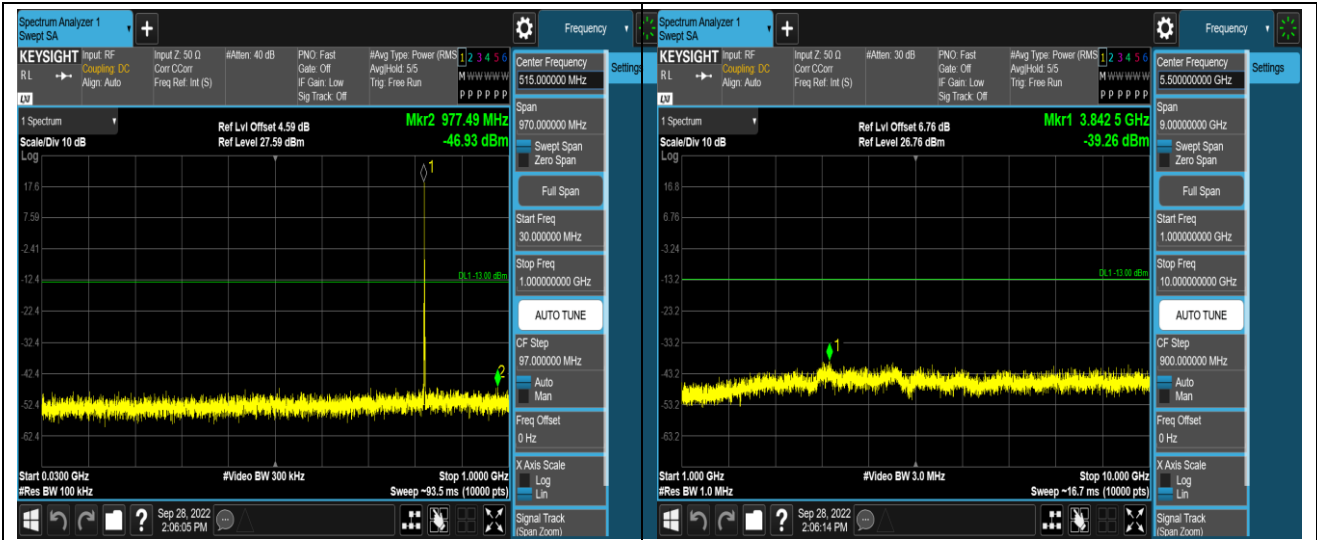 Spectrum Analyzer 1
Swept SA
+
Frequency
KEYSIGHT
RL
LXI
Input: RF
Coupling: DC
Align: Auto
Input Z: 50 Ω
Corr CCorr
Freq Ref: Int (S)
#Atten: 40 dB
PNO: Fast
Gate: Off
IF Gain: Low
Sig Track: Off
#Avg Type: Power (RMS
Avg|Hold: 5/5
Trig: Free Run
1 2 3 4 5 6
M W W W W W
P P P P P P
Center Frequency
515.000000 MHz
Settings
Span
970.000000 MHz
Swept Span
Zero Span
Full Span
Start Freq
30.000000 MHz
Stop Freq
1.000000000 GHz
AUTO TUNE
CF Step
97.000000 MHz
Auto
Man
Freq Offset
0 Hz
X Axis Scale
Log
Lin
Signal Track
(Span Zoom)
1 Spectrum
Scale/Div 10 dB
Log
Ref Lvl Offset 4.59 dB
Ref Level 27.59 dBm
Mkr2 977.49 MHz
-46.93 dBm
1
17.6
7.59
-2.41
DL1 -13.00 dBm
-12.4
-22.4
-32.4
-42.4
2
-52.4
-62.4
Start 0.0300 GHz
#Video BW 300 kHz
Stop 1.0000 GHz
#Res BW 100 kHz
Sweep ~93.5 ms (10000 pts)
?
Sep 28, 2022
2:06:05 PM
Spectrum Analyzer 1
Swept SA
+
Frequency
KEYSIGHT
RL
LXI
Input: RF
Coupling: DC
Align: Auto
Input Z: 50 Ω
Corr CCorr
Freq Ref: Int (S)
#Atten: 30 dB
PNO: Fast
Gate: Off
IF Gain: Low
Sig Track: Off
#Avg Type: Power (RMS
Avg|Hold: 5/5
Trig: Free Run
1 2 3 4 5 6
M W W W W W
P P P P P P
Center Frequency
5.500000000 GHz
Settings
Span
9.00000000 GHz
Swept Span
Zero Span
Full Span
Start Freq
1.000000000 GHz
Stop Freq
10.000000000 GHz
AUTO TUNE
CF Step
900.000000 MHz
Auto
Man
Freq Offset
0 Hz
X Axis Scale
Log
Lin
Signal Track
(Span Zoom)
1 Spectrum
Scale/Div 10 dB
Log
Ref Lvl Offset 6.76 dB
Ref Level 26.76 dBm
Mkr1 3.842 5 GHz
-39.26 dBm
16.8
6.76
-3.24
DL1 -13.00 dBm
-13.2
-23.2
-33.2
1
-43.2
-53.2
-63.2
Start 1.000 GHz
#Video BW 3.0 MHz
Stop 10.000 GHz
#Res BW 1.0 MHz
Sweep ~16.7 ms (10000 pts)
?
Sep 28, 2022
2:06:14 PM